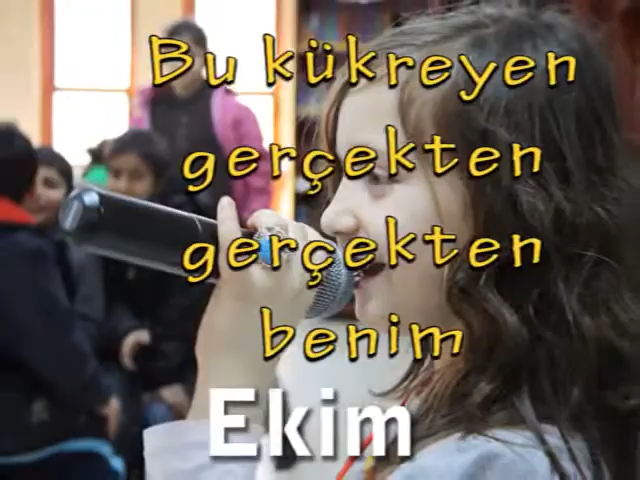 Bu kükreyen
gerçekten
gerçekten
benim
Ekim